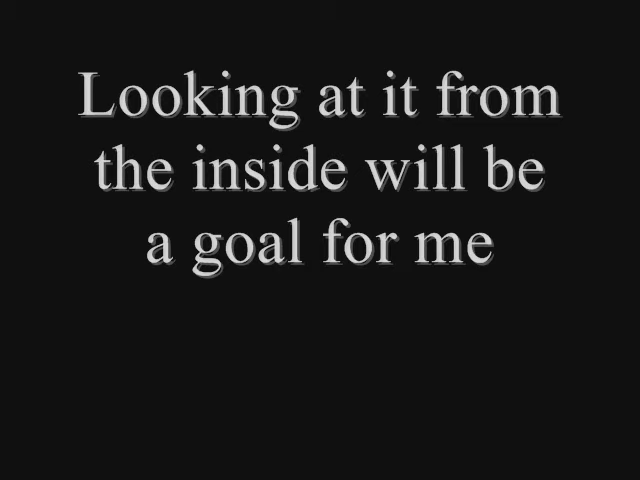 Looking at it from
the inside will be
a goal for me